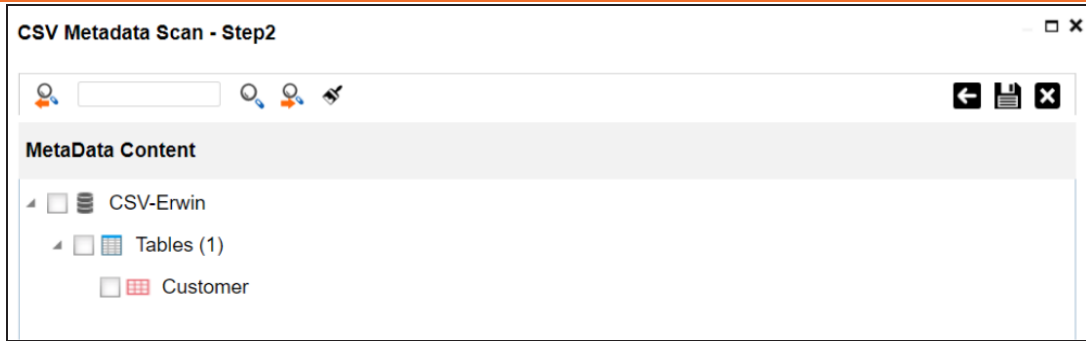 CSV Metadata Scan - Step2
MetaData Content
CSV-Erwin
Tables (1)
Customer